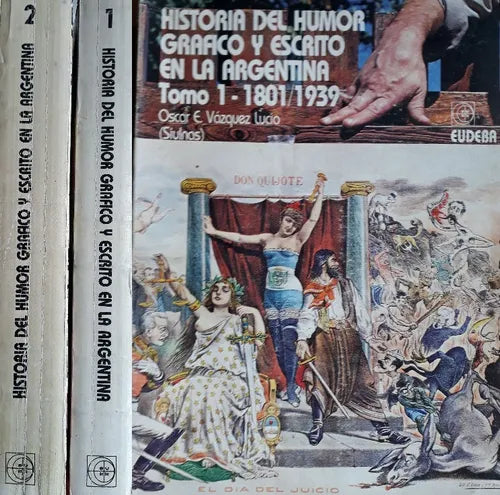 2
HISTORIA DEL HUMOR GRAFICO Y ESCRITO EN LA ARGENTINA
1
HISTORIA DEL HUMOR GRAFICO Y ESCRITO EN LA ARGENTINA
HISTORIA DEL HUMOR
GRAFICO Y ESCRITO
EN LA ARGENTINA
Tomo 1 - 1801/1939
Oscar E. Vázquez Lucio
(Siulnas)
EUDEBA
DON QUIJOTE
EL DIA DEL JUICIO